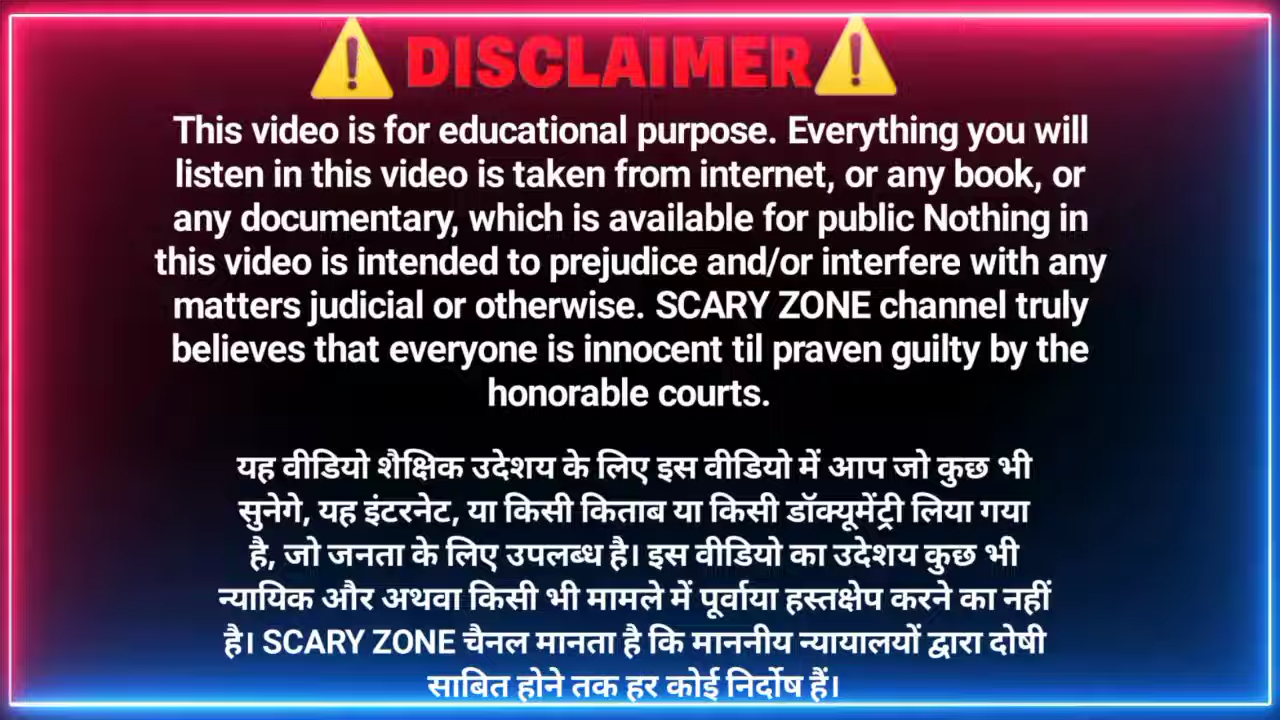 ⚠️DISCLAIMER⚠️
This video is for educational purpose. Everything you will
listen in this video is taken from internet, or any book, or
any documentary, which is available for public Nothing in
this video is intended to prejudice and/or interfere with any
matters judicial or otherwise. SCARY ZONE channel truly
believes that everyone is innocent til praven guilty by the
honorable courts.
यह वीडियो शैक्षिक उदेशय के लिए इस वीडियो में आप जो कुछ भी
सुनेगे, यह इंटरनेट, या किसी किताब या किसी डॉक्यूमेंट्री लिया गया
है, जो जनता के लिए उपलब्ध है। इस वीडियो का उदेशय कुछ भी
न्यायिक और अथवा किसी भी मामले में पूर्वाया हस्तक्षेप करने का नहीं
है। SCARY ZONE चैनल मानता है कि माननीय न्यायालयों द्वारा दोषी
साबित होने तक हर कोई निर्दोष हैं।